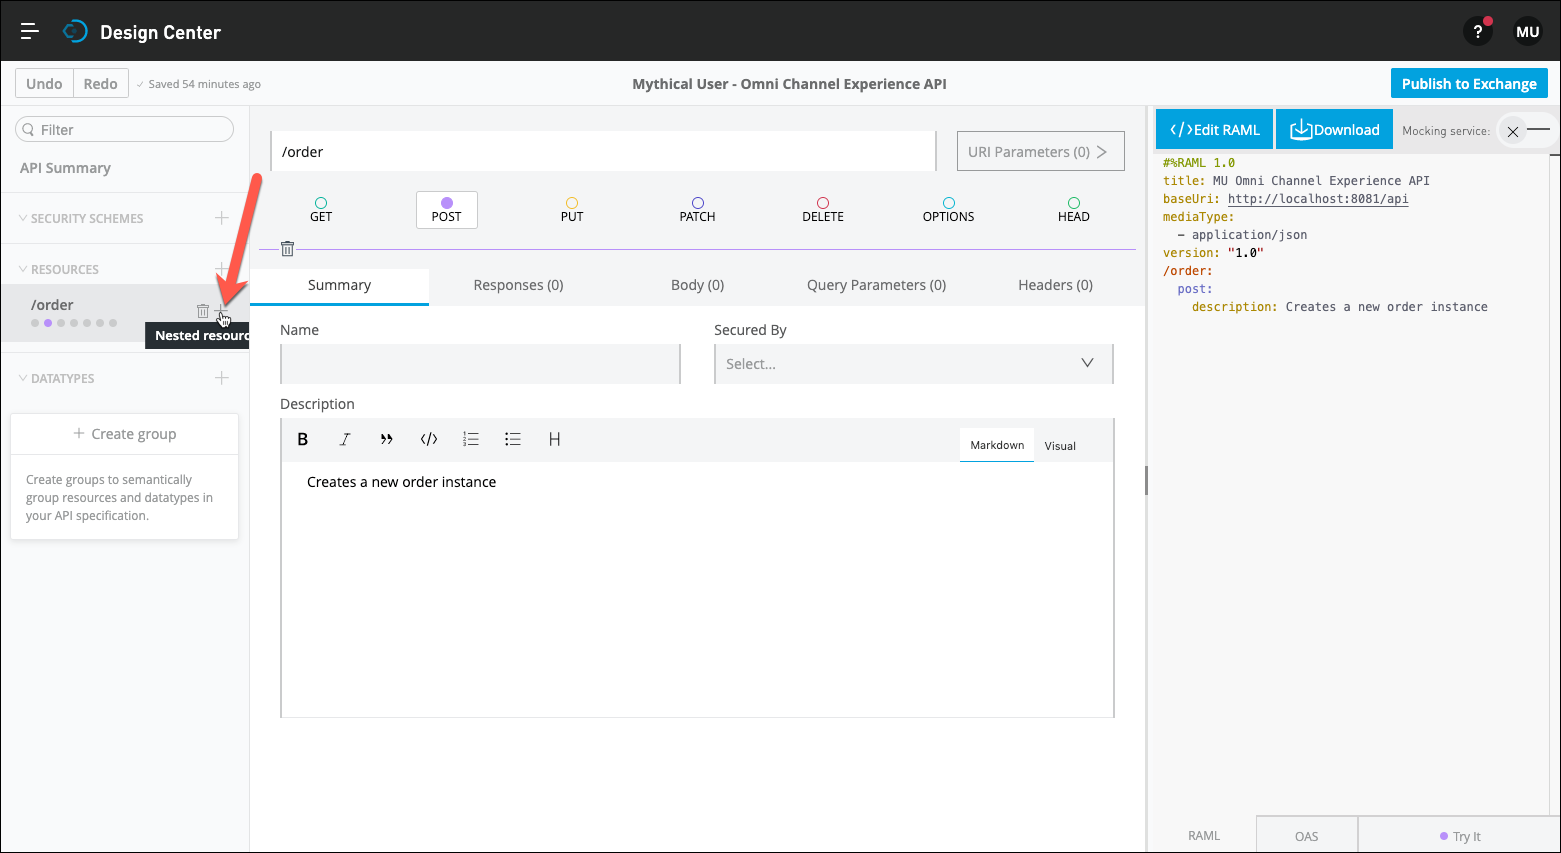 Design Center
?
MU
Undo
Redo
Saved 54 minutes ago
Mythical User - Omni Channel Experience API
Publish to Exchange
Filter
API Summary
SECURITY SCHEMES
RESOURCES
/order
Nested resourc
DATATYPES
+ Create group
Create groups to semantically
group resources and datatypes in
your API specification.
/order
URI Parameters (0)
GET
POST
PUT
PATCH
DELETE
OPTIONS
HEAD
Summary
Responses (0)
Body (0)
Query Parameters (0)
Headers (0)
Name
Secured By
Select...
Description
B
I
</>
H
Markdown
Visual
Creates a new order instance
</>Edit RAML
Download
Mocking service:
#%RAML 1.0
title: MU Omni Channel Experience API
baseUri: http://localhost:8081/api
mediaType:
- application/json
version: "1.0"
/order:
post:
description: Creates a new order instance
RAML
OAS
Try It